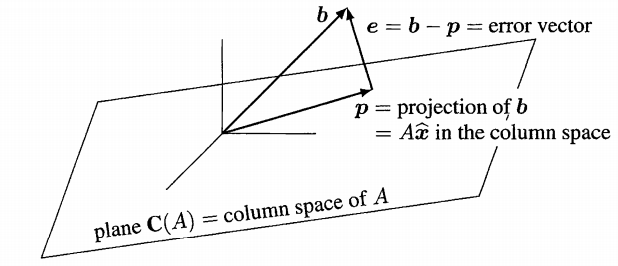 b
e = b − p = error vector
p = projection of b
= Ax̂ in the column space
plane C(A) = column space of A